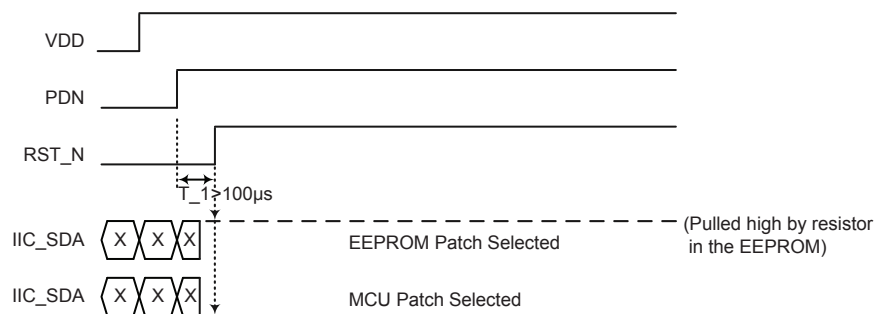 VDD
PDN
RST_N
T_1>100µs
IIC_SDA X X X EEPROM Patch Selected (Pulled high by resistor
in the EEPROM)
IIC_SDA X X X MCU Patch Selected